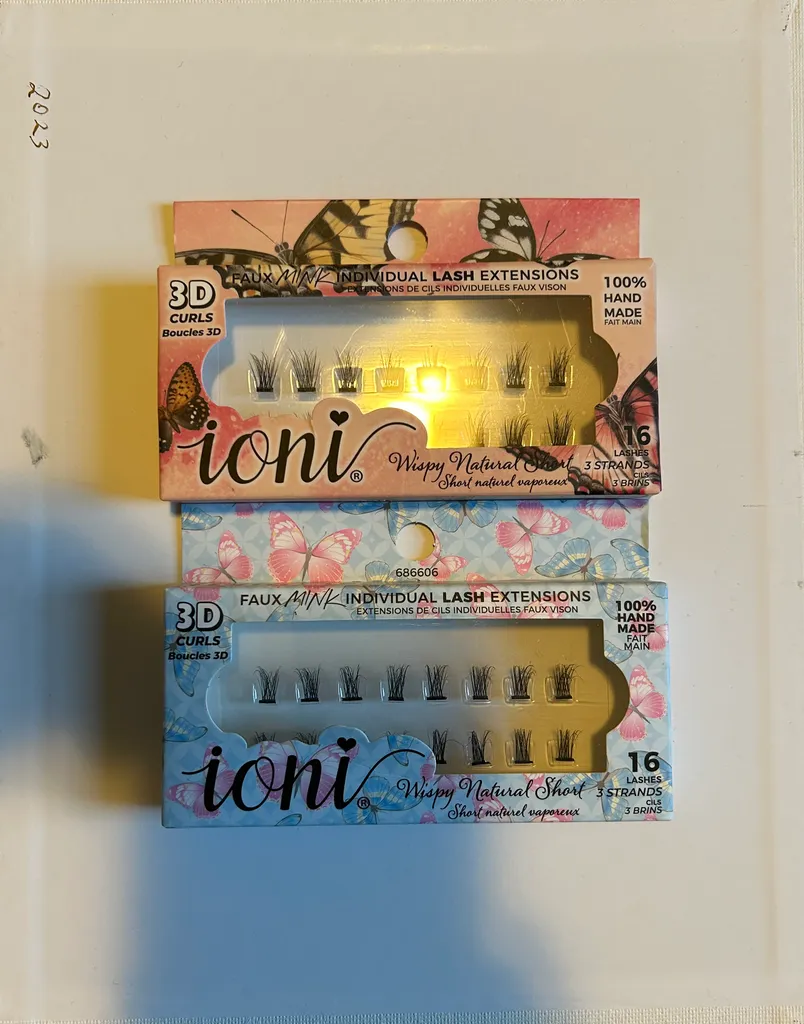 2023
FAUX MINK INDIVIDUAL LASH EXTENSIONS
EXTENSIONS DE CILS INDIVIDUELLES FAUX VISON
3D
CURLS
Boucles 3D
100%
HAND
MADE
FAIT MAIN
ioni®
Wispy Natural Short
Short naturel vaporeux
16
LASHES
3 STRANDS
CILS
3 BRINS
686606
FAUX MINK INDIVIDUAL LASH EXTENSIONS
EXTENSIONS DE CILS INDIVIDUELLES FAUX VISON
3D
CURLS
Boucles 3D
100%
HAND
MADE
FAIT
MAIN
ioni®
Wispy Natural Short
Short naturel vaporeux
16
LASHES
3 STRANDS
CILS
3 BRINS